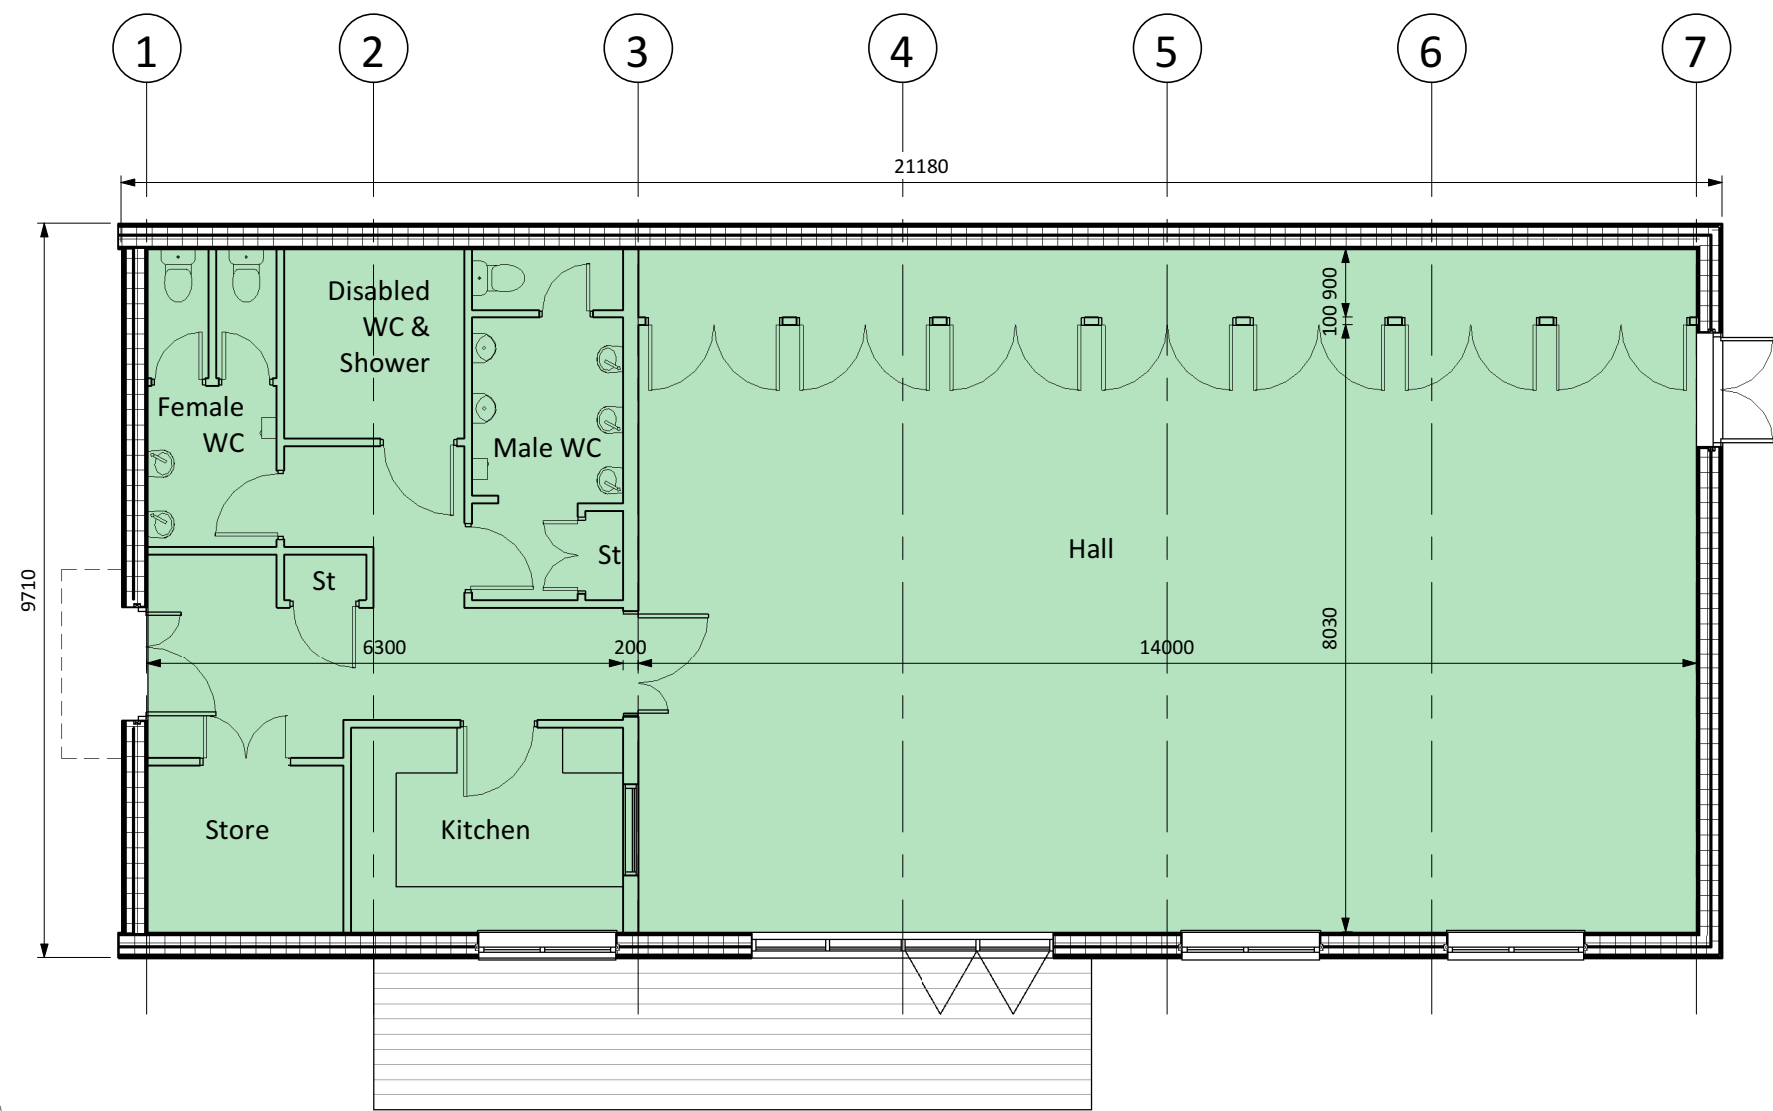 1 2 3 4 5 6 7
21180
Disabled
WC &
Shower
100 900
Female
WC
Male WC
St
Hall
St
9710
6300 200 14000
8030
Store
Kitchen